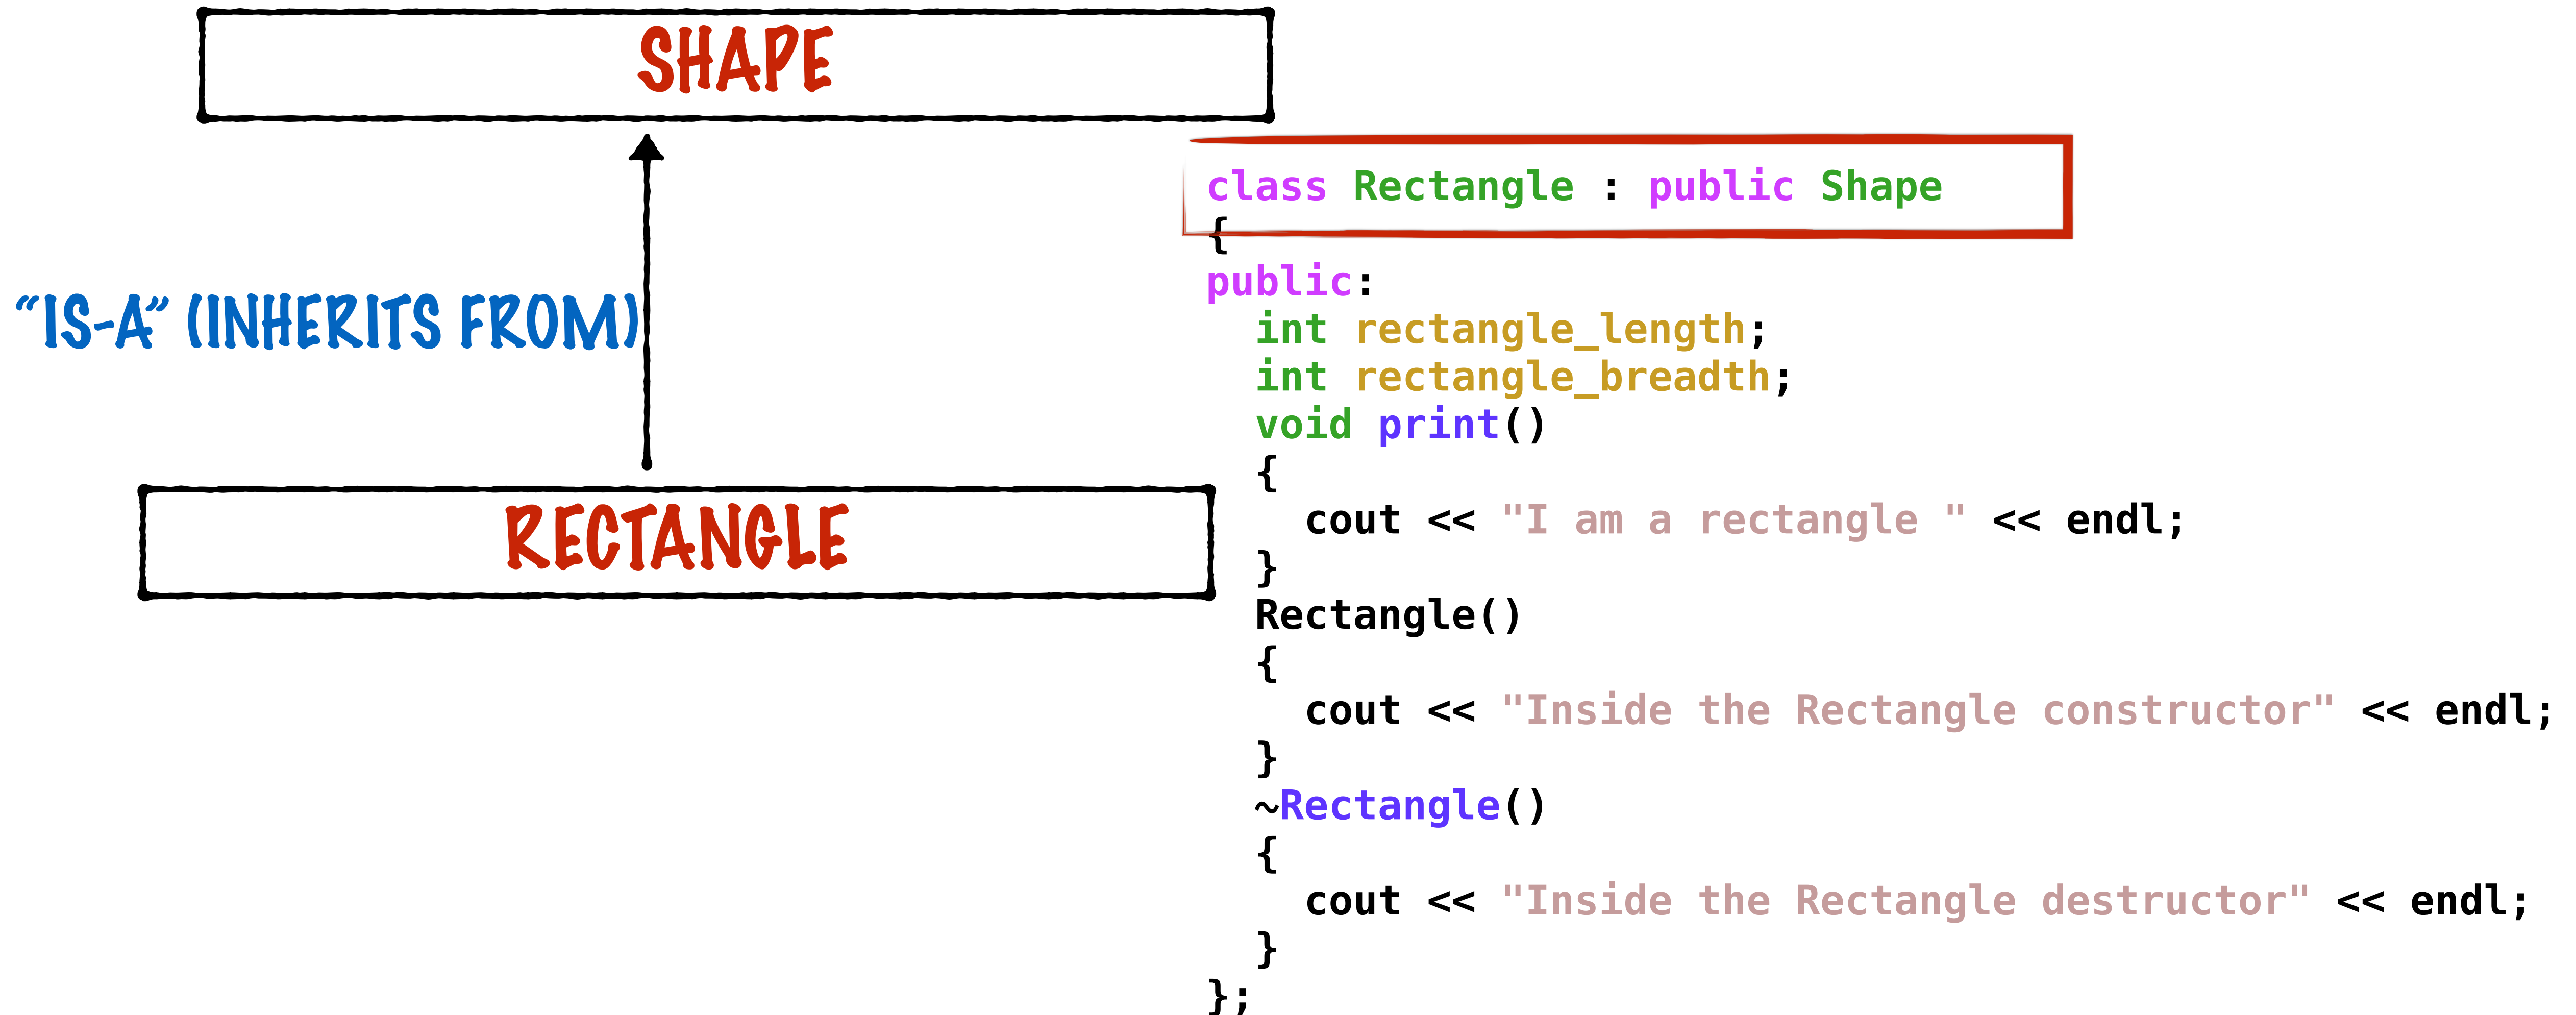 SHAPE
“IS-A” (INHERITS FROM)
RECTANGLE
class Rectangle : public Shape
{
public:
  int rectangle_length;
  int rectangle_breadth;
  void print()
  {
    cout << "I am a rectangle " << endl;
  }
  Rectangle()
  {
    cout << "Inside the Rectangle constructor" << endl;
  }
  ~Rectangle()
  {
    cout << "Inside the Rectangle destructor" << endl;
  }
};